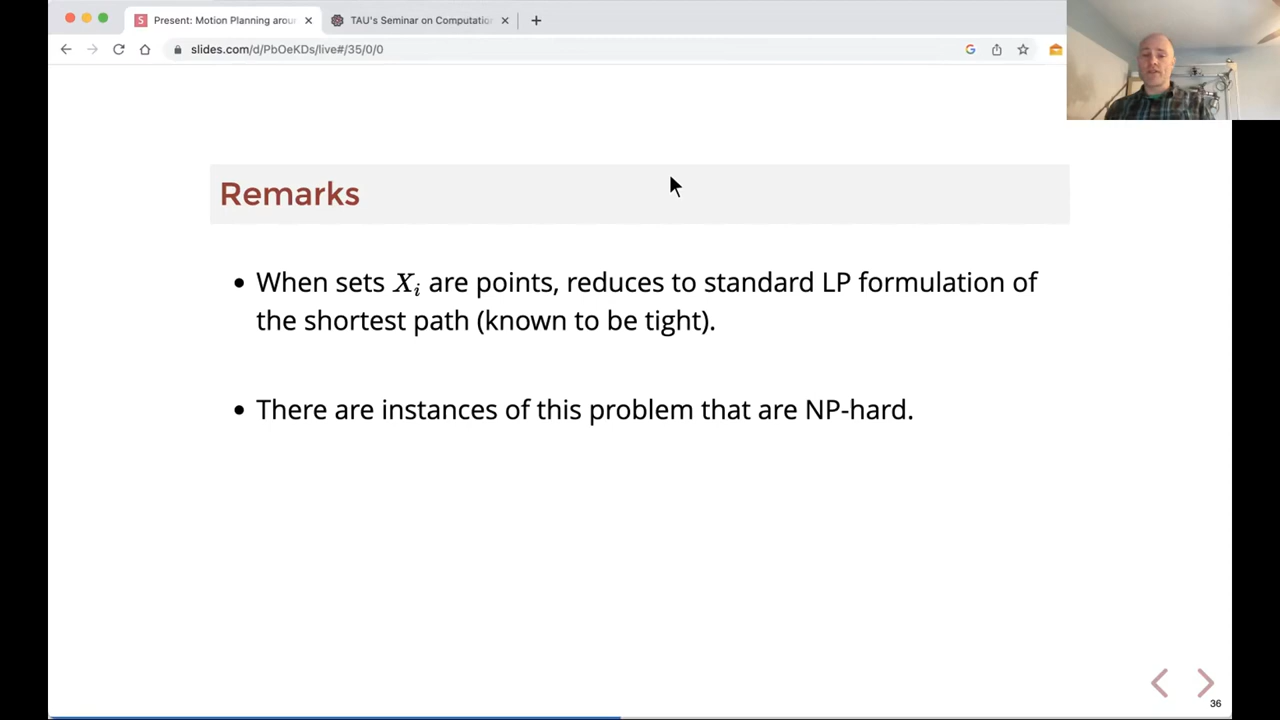 S Present: Motion Planning arou
TAU's Seminar on Computation
slides.com/d/PbOeKDs/live#/35/0/0
Remarks
• When sets Xᵢ are points, reduces to standard LP formulation of
the shortest path (known to be tight).
• There are instances of this problem that are NP-hard.
36